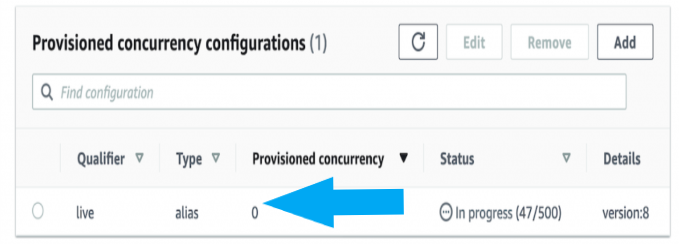 Provisioned concurrency configurations (1) Edit Remove Add
Find configuration
Qualifier Type Provisioned concurrency Status Details
live alias 0 In progress (47/500) version:8